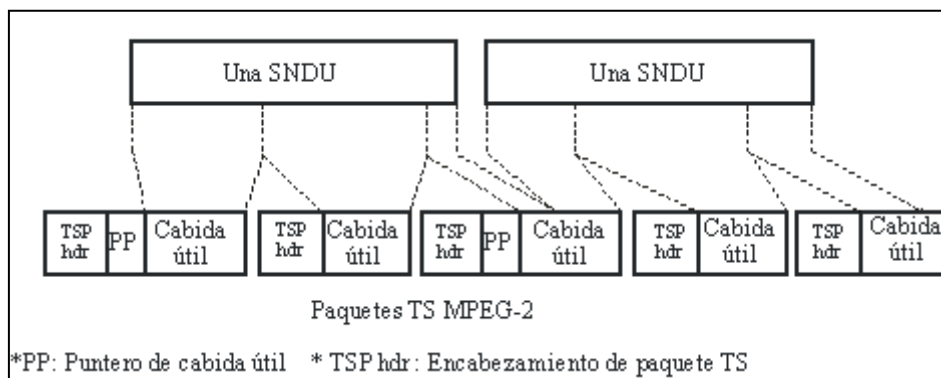 Una SNDU
Una SNDU
TSP
hdr
PP
Cabida
útil
TSP
hdr
Cabida
útil
TSP
hdr
PP
Cabida
útil
TSP
hdr
Cabida
útil
TSP
hdr
Cabida
útil
Paquetes TS MPEG-2
*PP: Puntero de cabida útil * TSP hdr: Encabezamiento de paquete TS